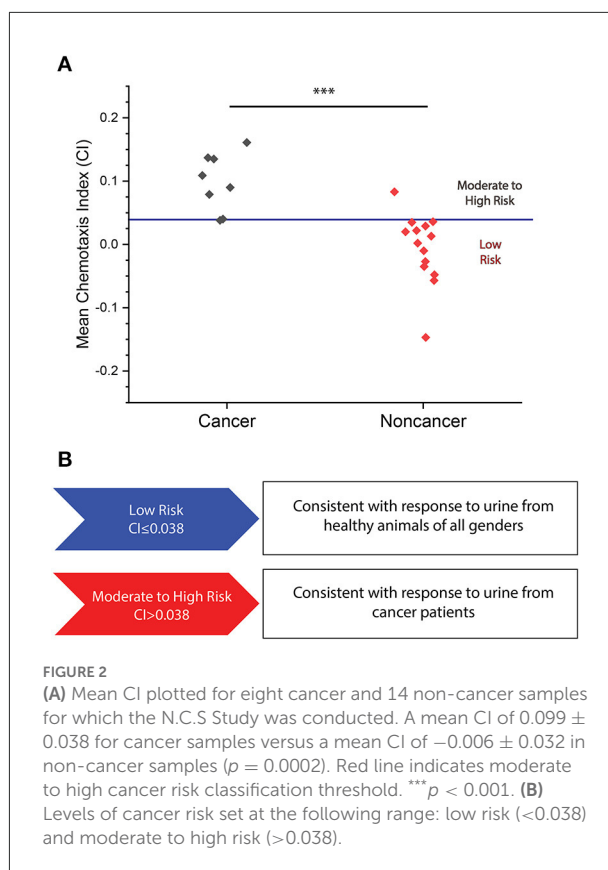 A
***
Mean Chemotaxis Index (CI)
0.2
0.1
0.0
-0.1
-0.2
Moderate to
High Risk
Low
Risk
Cancer
Noncancer
B
Low Risk
CI≤0.038
Consistent with response to urine from
healthy animals of all genders
Moderate to High Risk
CI>0.038
Consistent with response to urine from
cancer patients
FIGURE 2
(A) Mean CI plotted for eight cancer and 14 non-cancer samples
for which the N.C.S Study was conducted. A mean CI of 0.099 ±
0.038 for cancer samples versus a mean CI of −0.006 ± 0.032 in
non-cancer samples (p = 0.0002). Red line indicates moderate
to high cancer risk classification threshold. ***p < 0.001. (B)
Levels of cancer risk set at the following range: low risk (<0.038)
and moderate to high risk (>0.038).